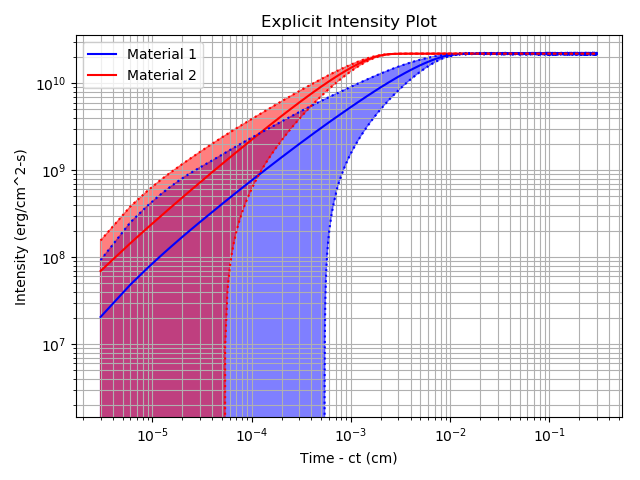 Explicit Intensity Plot
Material 1
Material 2
Intensity (erg/cm^2-s)
10^10
10^9
10^8
10^7
10^-5
10^-4
10^-3
10^-2
10^-1
Time - ct (cm)